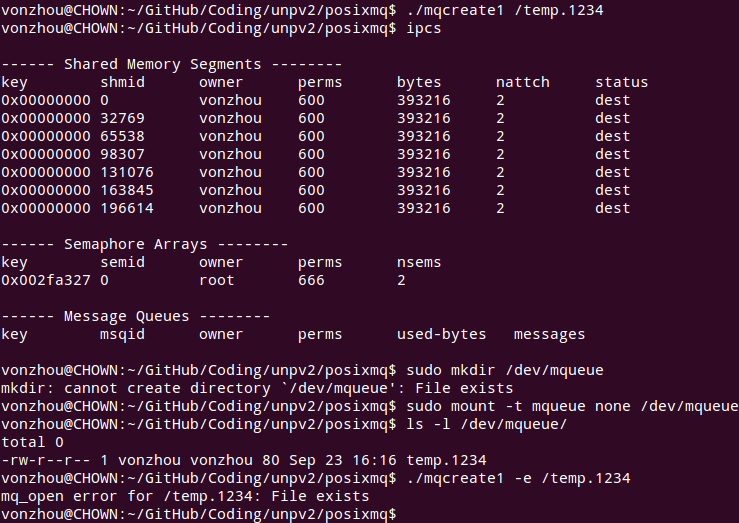 vonzhou@CHOWN:~/GitHub/Coding/unpv2/posixmq$ ./mqcreate1 /temp.1234
vonzhou@CHOWN:~/GitHub/Coding/unpv2/posixmq$ ipcs
------ Shared Memory Segments --------
key        shmid      owner      perms      bytes      nattch     status
0x00000000 0          vonzhou    600        393216     2          dest
0x00000000 32769      vonzhou    600        393216     2          dest
0x00000000 65538      vonzhou    600        393216     2          dest
0x00000000 98307      vonzhou    600        393216     2          dest
0x00000000 131076     vonzhou    600        393216     2          dest
0x00000000 163845     vonzhou    600        393216     2          dest
0x00000000 196614     vonzhou    600        393216     2          dest
------ Semaphore Arrays --------
key        semid      owner      perms      nsems
0x002fa327 0          root       666        2
------ Message Queues --------
key        msqid      owner      perms      used-bytes   messages
vonzhou@CHOWN:~/GitHub/Coding/unpv2/posixmq$ sudo mkdir /dev/mqueue
mkdir: cannot create directory `/dev/mqueue': File exists
vonzhou@CHOWN:~/GitHub/Coding/unpv2/posixmq$ sudo mount -t mqueue none /dev/mqueue
vonzhou@CHOWN:~/GitHub/Coding/unpv2/posixmq$ ls -l /dev/mqueue/
total 0
-rw-r--r-- 1 vonzhou vonzhou 80 Sep 23 16:16 temp.1234
vonzhou@CHOWN:~/GitHub/Coding/unpv2/posixmq$ ./mqcreate1 -e /temp.1234
mq_open error for /temp.1234: File exists
vonzhou@CHOWN:~/GitHub/Coding/unpv2/posixmq$